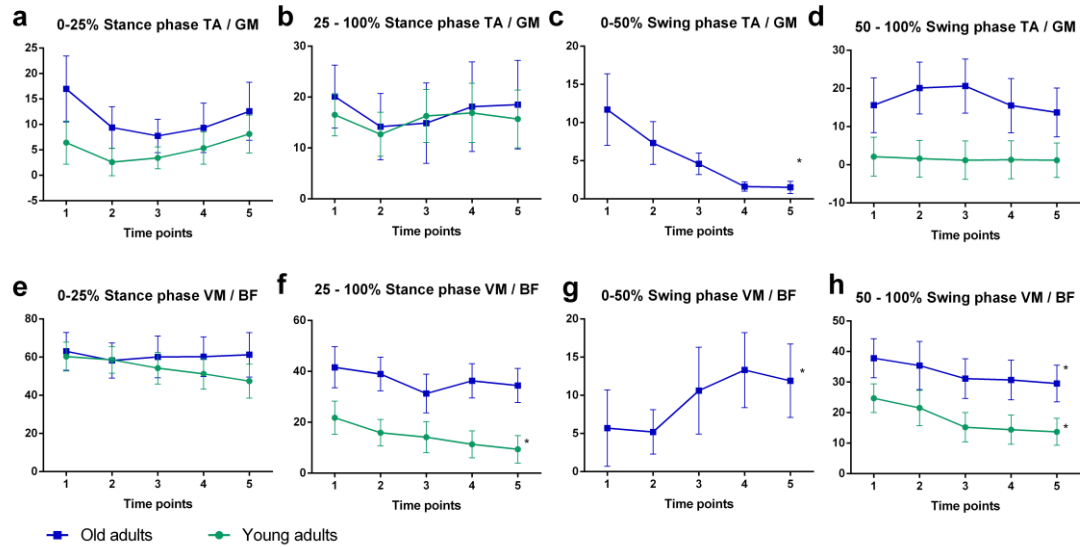 a 0-25% Stance phase TA / GM
25
20
15
10
5
0
-5
1 2 3 4 5
Time points
b 25 - 100% Stance phase TA / GM
30
20
10
0
1 2 3 4 5
Time points
c 0-50% Swing phase TA / GM
20
15
10
5
0
*
1 2 3 4 5
Time points
d 50 - 100% Swing phase TA / GM
30
20
10
0
-10
1 2 3 4 5
Time points
e 0-25% Stance phase VM / BF
80
60
40
20
0
1 2 3 4 5
Time points
f 25 - 100% Stance phase VM / BF
60
40
20
0
*
1 2 3 4 5
Time points
g 0-50% Swing phase VM / BF
20
15
10
5
0
*
1 2 3 4 5
Time points
h 50 - 100% Swing phase VM / BF
50
40
30
20
10
0
*
*
1 2 3 4 5
Time points
Old adults Young adults